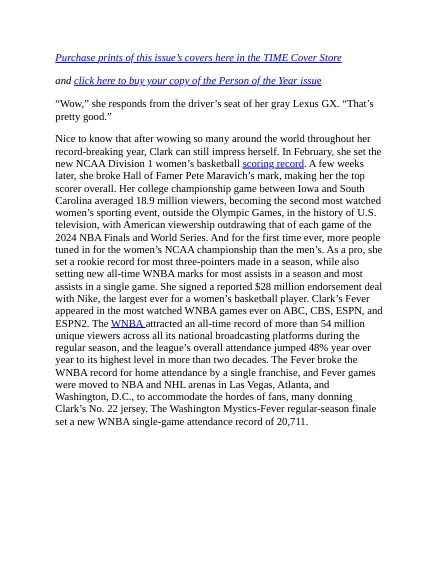 Purchase prints of this issue’s covers here in the TIME Cover Store
and click here to buy your copy of the Person of the Year issue
“Wow,” she responds from the driver’s seat of her gray Lexus GX. “That’s
pretty good.”
Nice to know that after wowing so many around the world throughout her
record-breaking year, Clark can still impress herself. In February, she set the
new NCAA Division 1 women’s basketball scoring record. A few weeks
later, she broke Hall of Famer Pete Maravich’s mark, making her the top
scorer overall. Her college championship game between Iowa and South
Carolina averaged 18.9 million viewers, becoming the second most watched
women’s sporting event, outside the Olympic Games, in the history of U.S.
television, with American viewership outdrawing that of each game of the
2024 NBA Finals and World Series. And for the first time ever, more people
tuned in for the women’s NCAA championship than the men’s. As a pro, she
set a rookie record for most three-pointers made in a season, while also
setting new all-time WNBA marks for most assists in a season and most
assists in a single game. She signed a reported $28 million endorsement deal
with Nike, the largest ever for a women’s basketball player. Clark’s Fever
appeared in the most watched WNBA games ever on ABC, CBS, ESPN, and
ESPN2. The WNBA attracted an all-time record of more than 54 million
unique viewers across all its national broadcasting platforms during the
regular season, and the league’s overall attendance jumped 48% year over
year to its highest level in more than two decades. The Fever broke the
WNBA record for home attendance by a single franchise, and Fever games
were moved to NBA and NHL arenas in Las Vegas, Atlanta, and
Washington, D.C., to accommodate the hordes of fans, many donning
Clark’s No. 22 jersey. The Washington Mystics-Fever regular-season finale
set a new WNBA single-game attendance record of 20,711.